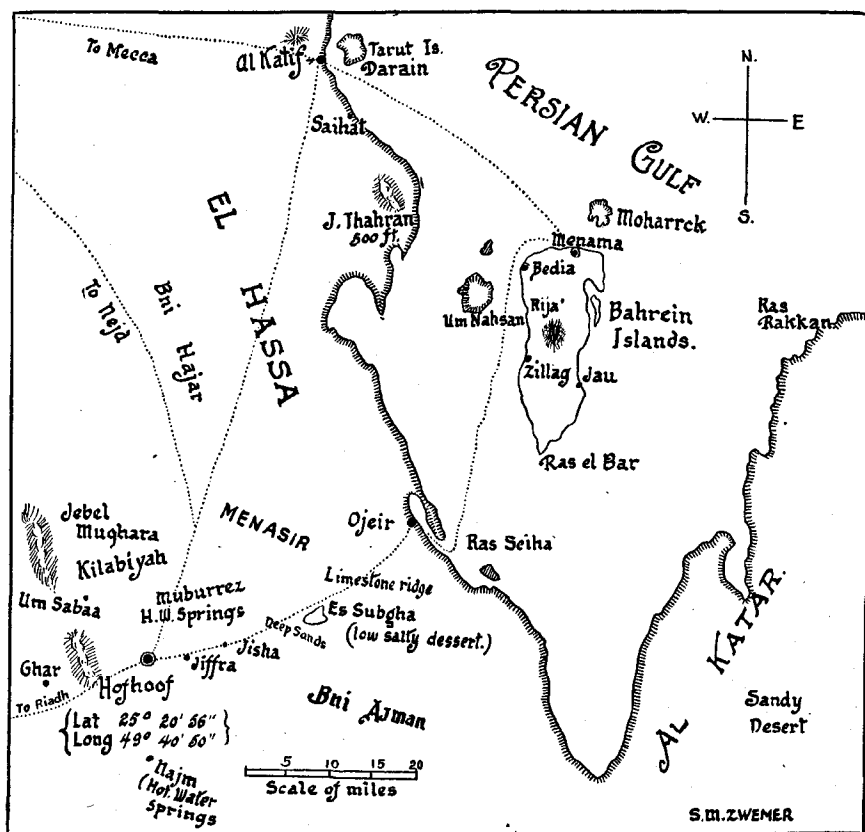 To Mecca
Al Katif
Tarut Is.
Darain
PERSIAN GULF
N.
W.
E
S.
Saihat
J. Thahran
500 ft.
Moharrck
Menama
Bedia
EL HASSA
To Nejd
Bni Hajar
Um Nahsan
Rija'
Bahrein
Islands.
Ras
Rakkan
Zillag
Jau
Ras el Bar
Jebel
Mughara
Kilabiyah
MENASIR
Ojeir
Ras Seiha
Um Sabaa
Muburrez
H.W. Springs
Limestone ridge
Deep Sands
Es Subgha
(low salty dessert.)
Jisha
Jiffra
Ghar
To Riadh
Hofhoof
Lat 25° 20' 56"
Long 49° 40' 50"
Bni Ajman
AL KATAR.
Sandy
Desert
Najm
(Hot. Water
Springs
5 10 15 20
Scale of miles
S.M.ZWEMER